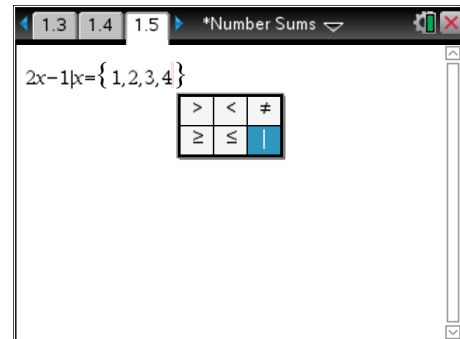 1.3 1.4 1.5 *Number Sums
2x−1|x={1,2,3,4}
> < ≠
≥ ≤ |